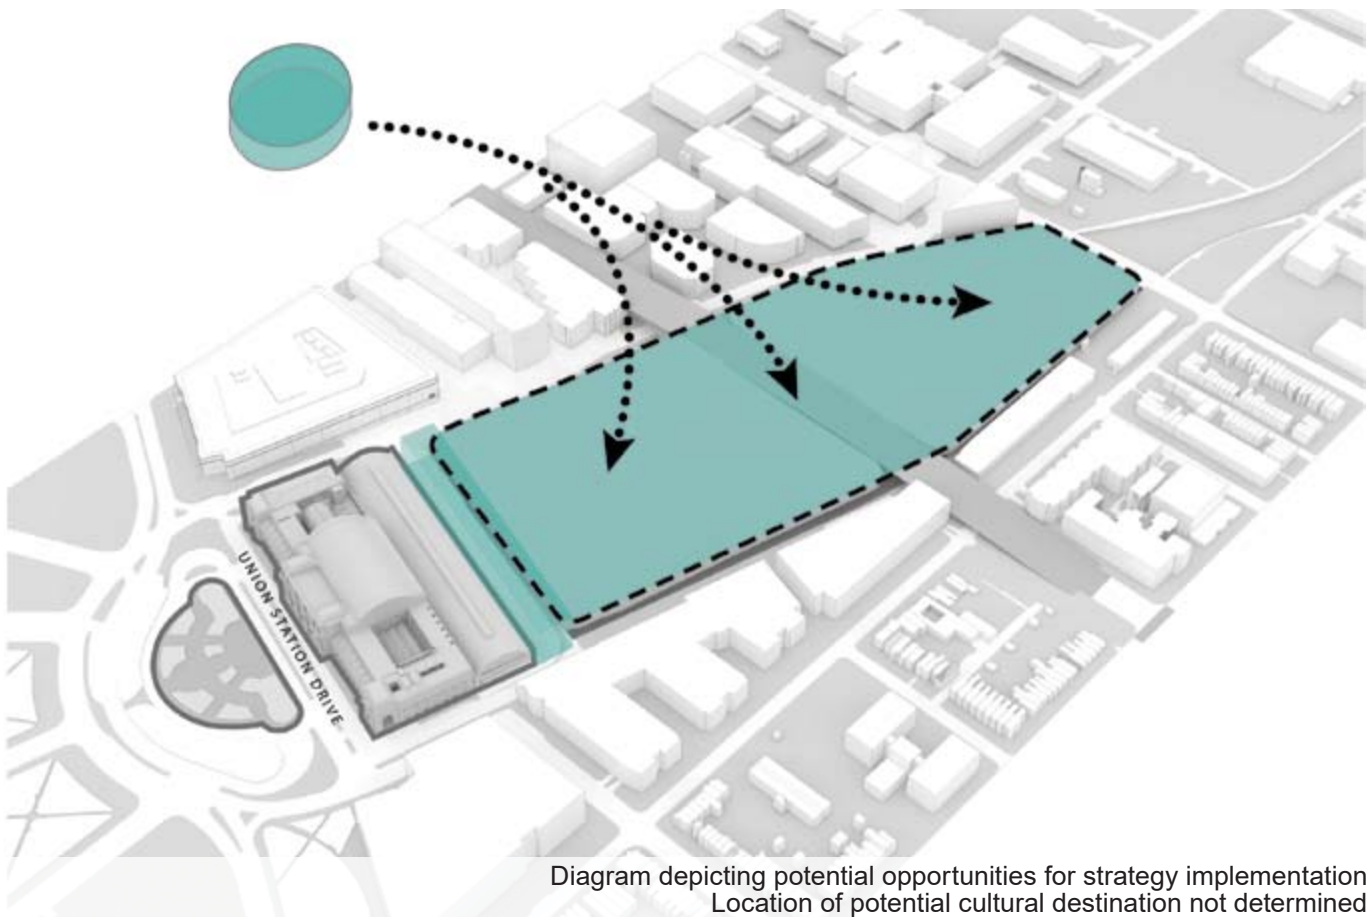 UNION STATION DRIVE
Diagram depicting potential opportunities for strategy implementation
Location of potential cultural destination not determined